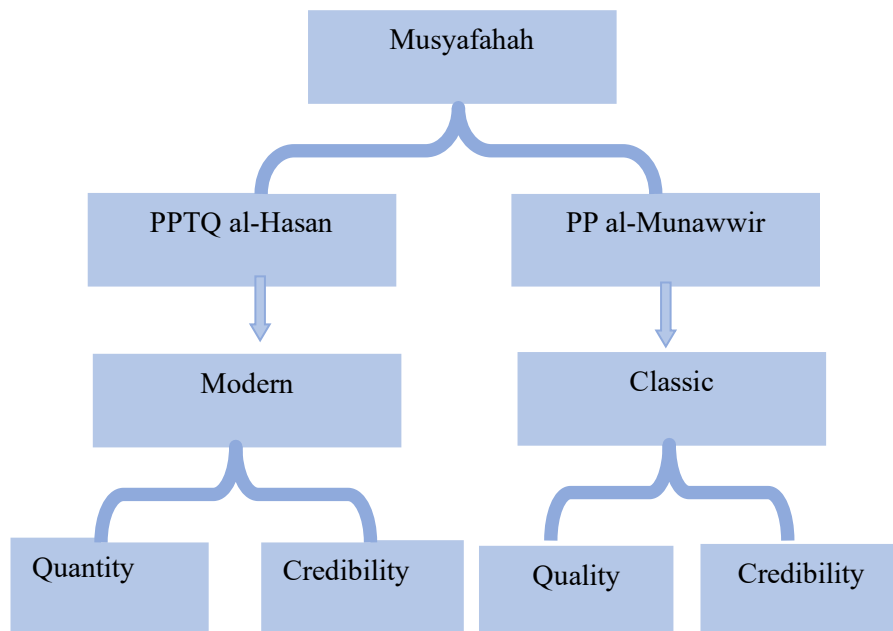 Musyafahah
PPTQ al-Hasan
PP al-Munawwir
Modern
Classic
Quantity
Credibility
Quality
Credibility